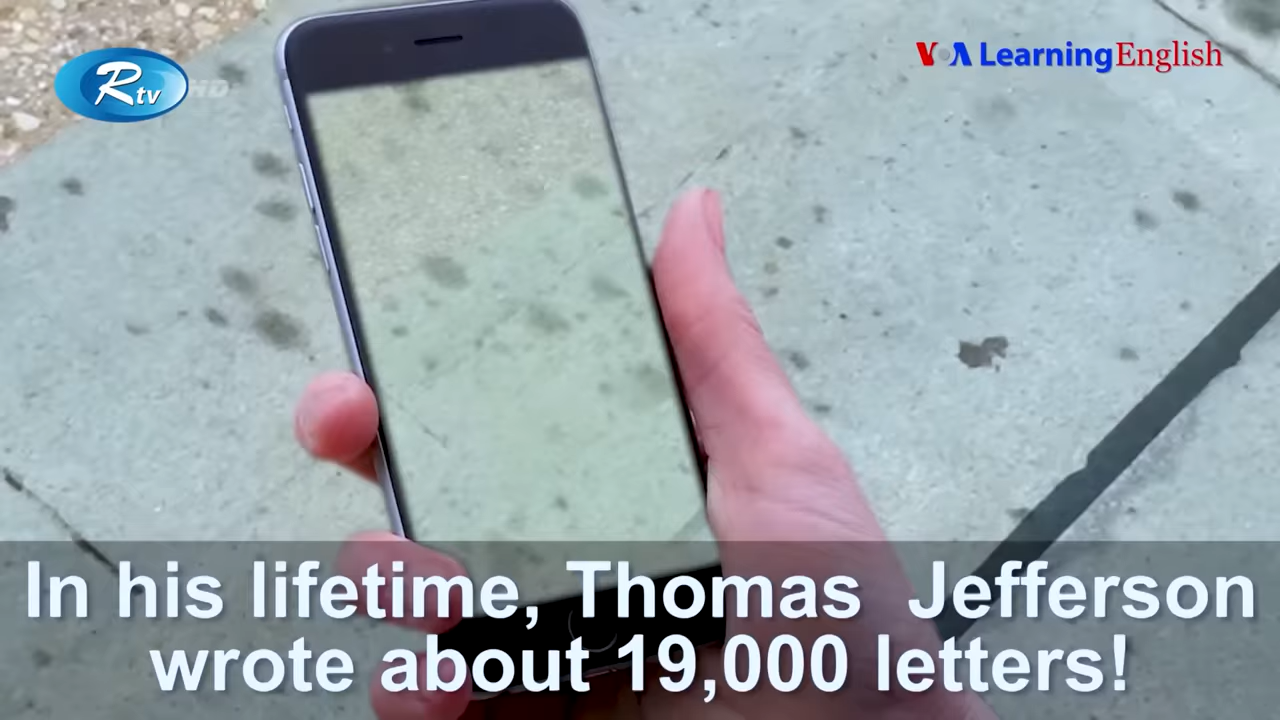 Rtv HD
VOA Learning English
In his lifetime, Thomas Jefferson
wrote about 19,000 letters!